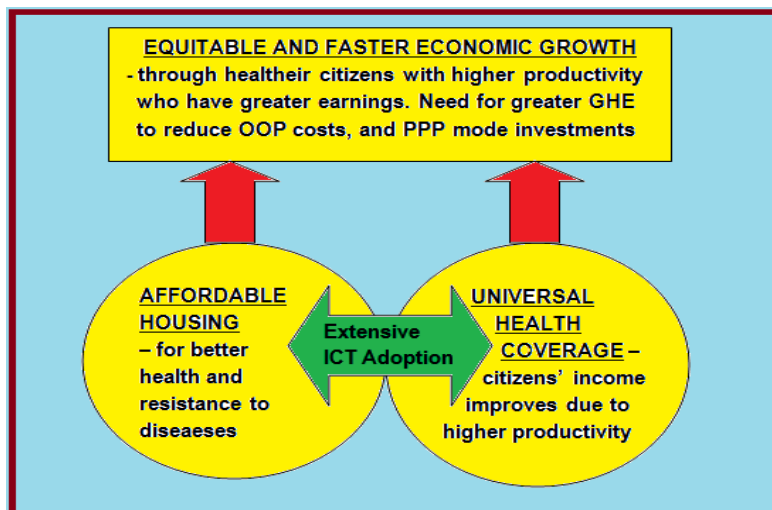 EQUITABLE AND FASTER ECONOMIC GROWTH
- through healtheir citizens with higher productivity
who have greater earnings. Need for greater GHE
to reduce OOP costs, and PPP mode investments
AFFORDABLE
HOUSING
– for better
health and
resistance to
diseaeses
Extensive
ICT Adoption
UNIVERSAL
HEALTH
COVERAGE –
citizens’ income
improves due to
higher productivity